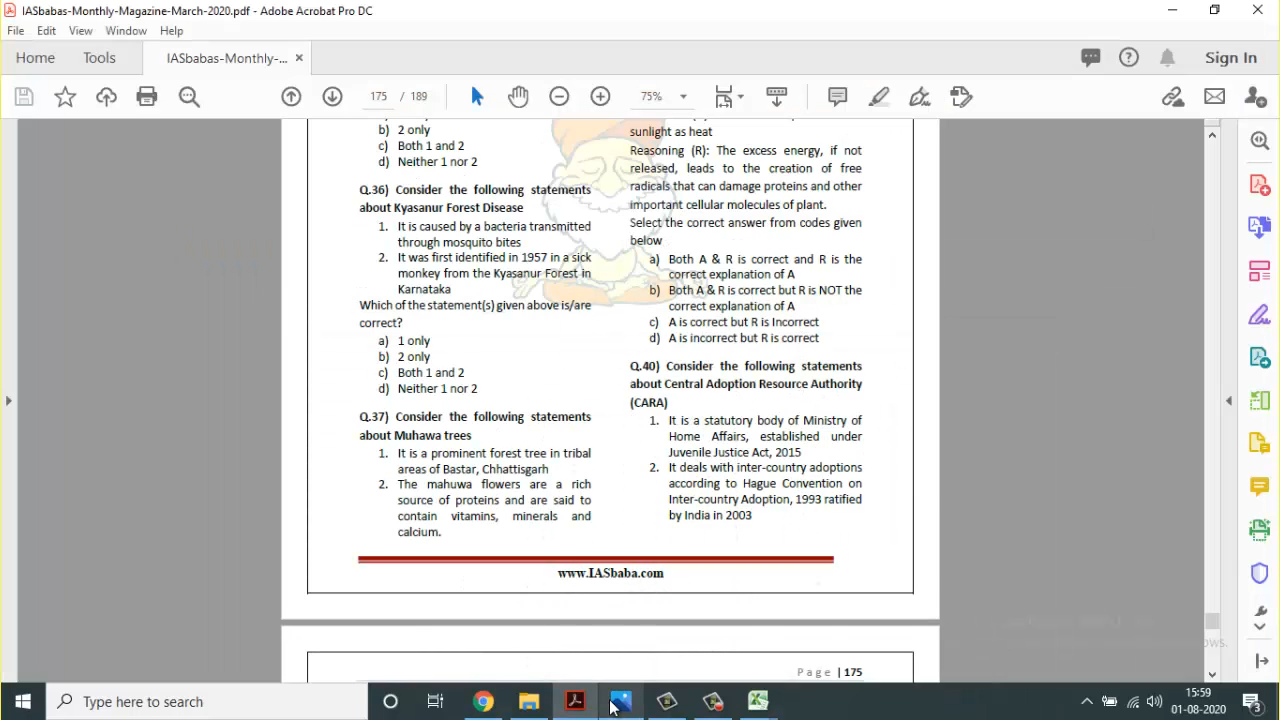 IASbabas-Monthly-Magazine-March-2020.pdf - Adobe Acrobat Pro DC
File Edit View Window Help
Home Tools IASbabas-Monthly-... × Sign In
175 / 189 75%
b) 2 only
c) Both 1 and 2
d) Neither 1 nor 2
Q.36) Consider the following statements
about Kyasanur Forest Disease
1. It is caused by a bacteria transmitted
through mosquito bites
2. It was first identified in 1957 in a sick
monkey from the Kyasanur Forest in
Karnataka
Which of the statement(s) given above is/are
correct?
a) 1 only
b) 2 only
c) Both 1 and 2
d) Neither 1 nor 2
Q.37) Consider the following statements
about Muhawa trees
1. It is a prominent forest tree in tribal
areas of Bastar, Chhattisgarh
2. The mahuwa flowers are a rich
source of proteins and are said to
contain vitamins, minerals and
calcium.
sunlight as heat
Reasoning (R): The excess energy, if not
released, leads to the creation of free
radicals that can damage proteins and other
important cellular molecules of plant.
Select the correct answer from codes given
below
a) Both A & R is correct and R is the
correct explanation of A
b) Both A & R is correct but R is NOT the
correct explanation of A
c) A is correct but R is Incorrect
d) A is incorrect but R is correct
Q.40) Consider the following statements
about Central Adoption Resource Authority
(CARA)
1. It is a statutory body of Ministry of
Home Affairs, established under
Juvenile Justice Act, 2015
2. It deals with inter-country adoptions
according to Hague Convention on
Inter-country Adoption, 1993 ratified
by India in 2003
www.IASbaba.com
Page | 175
Type here to search
15:59
01-08-2020
3